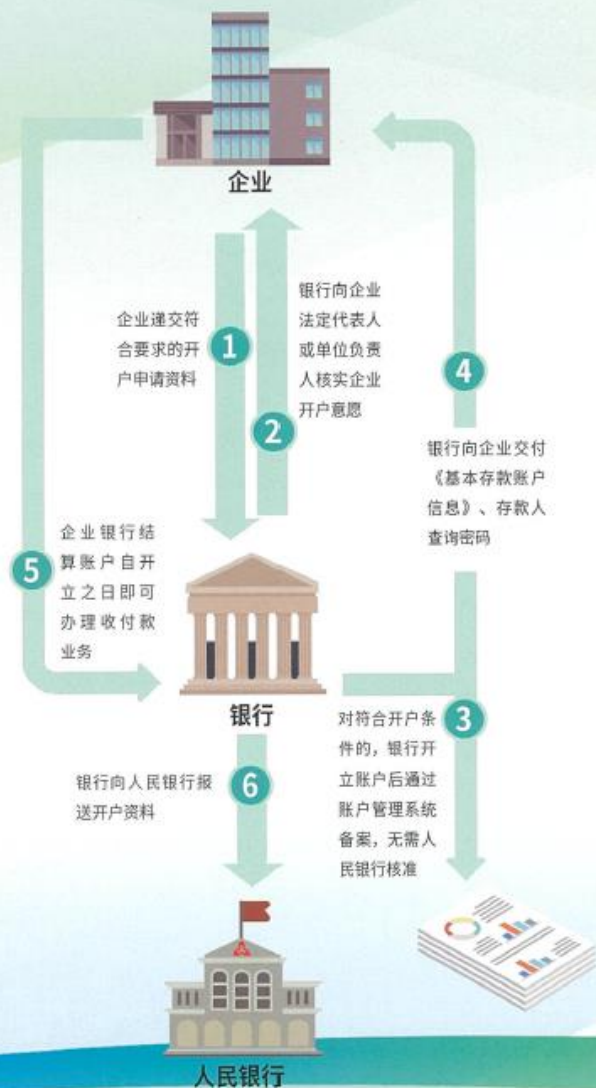 企业
企业递交符
合要求的开
户申请资料
1
银行向企业
法定代表人
或单位负责
人核实企业
开户意愿
2
4
银行向企业交付
《基本存款账户
信息》、存款人
查询密码
5
企业银行结
算账户自开
立之日即可
办理收付款
业务
银行
3
对符合开户条
件的，银行开
立账户后通过
账户管理系统
备案，无需人
民银行核准
银行向人民银行报
送开户资料
6
人民银行